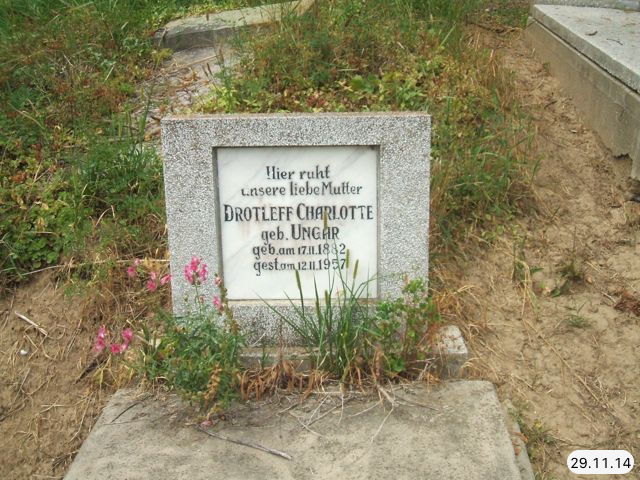 Hier ruht
unsere liebe Mutter
DROTLEFF CHARLOTTE
geb. UNGAR
geb. am 17.11.1882
gest. am 12.11.1957
29.11.14